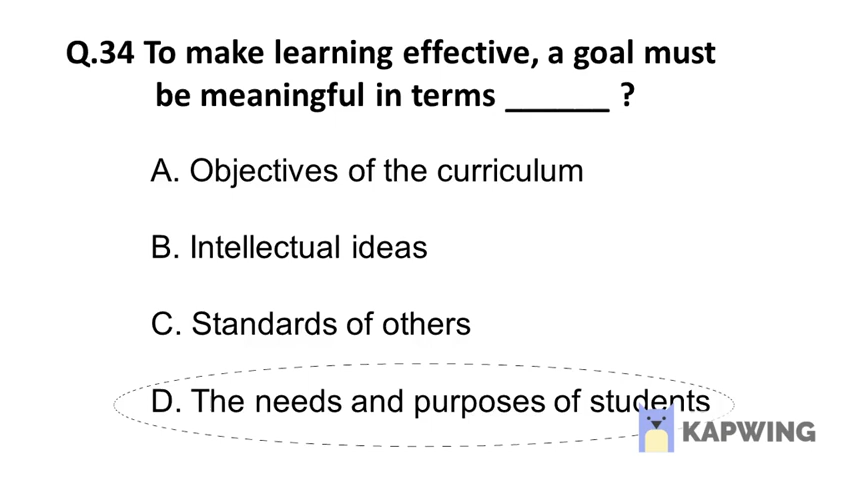 Q.34 To make learning effective, a goal must
be meaningful in terms ______ ?
A. Objectives of the curriculum
B. Intellectual ideas
C. Standards of others
D. The needs and purposes of students
KAPWING